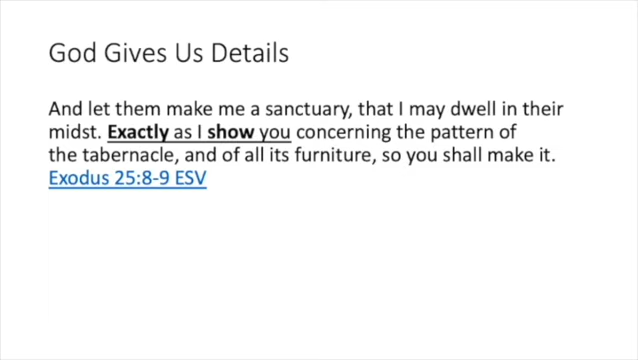 God Gives Us Details
And let them make me a sanctuary, that I may dwell in their
midst. Exactly as I show you concerning the pattern of
the tabernacle, and of all its furniture, so you shall make it.
Exodus 25:8-9 ESV